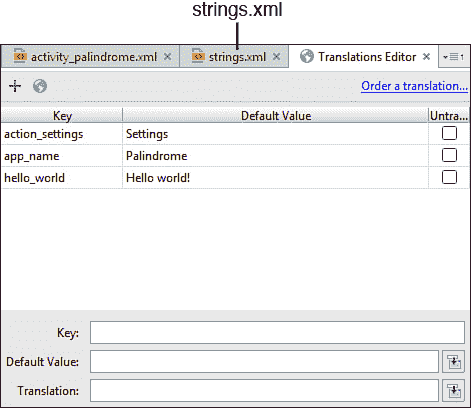 strings.xml
activity_palindrome.xml strings.xml Translations Editor
Order a translation...
Key Default Value Untra...
action_settings Settings
app_name Palindrome
hello_world Hello world!
Key:
Default Value:
Translation: